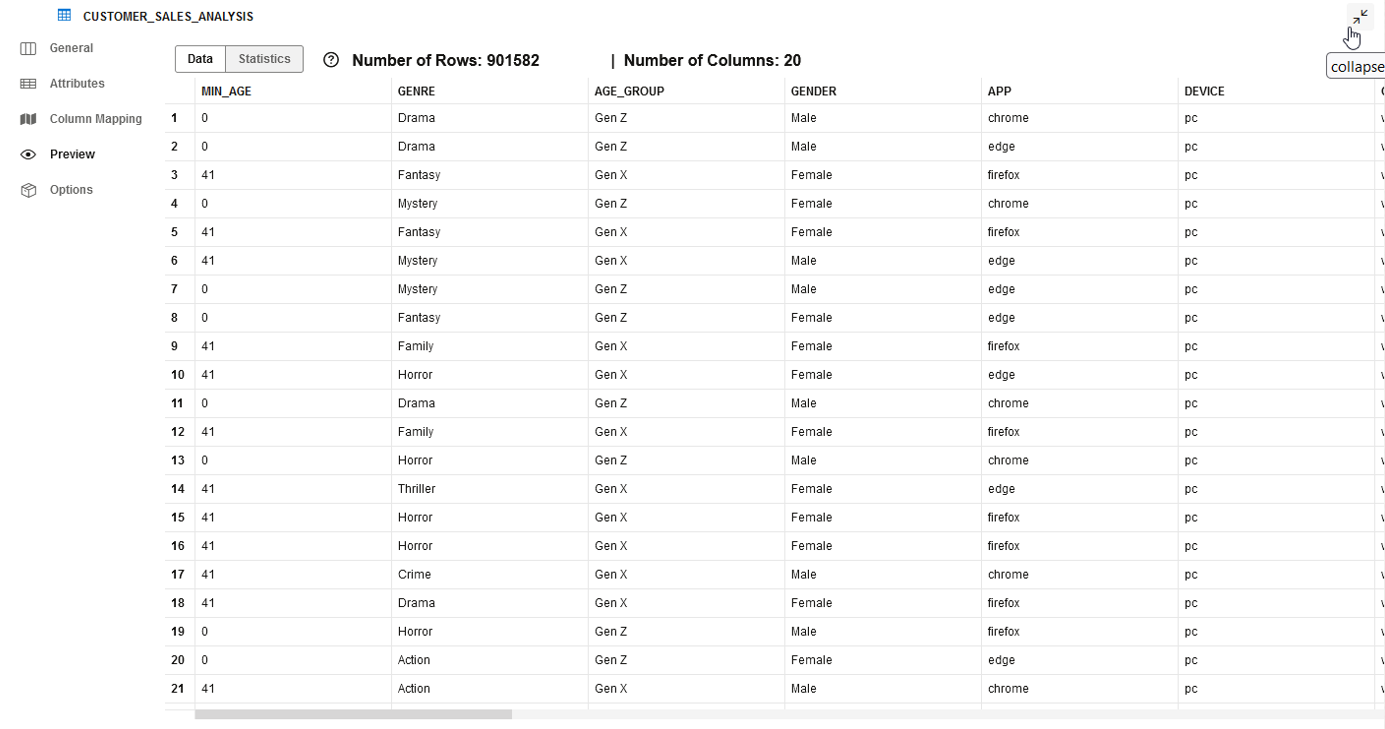 CUSTOMER_SALES_ANALYSIS
General
Attributes
Column Mapping
Preview
Options
Data Statistics ? Number of Rows: 901582 | Number of Columns: 20
collapse
MIN_AGE GENRE AGE_GROUP GENDER APP DEVICE
1 0 Drama Gen Z Male chrome pc
2 0 Drama Gen Z Male edge pc
3 41 Fantasy Gen X Female firefox pc
4 0 Mystery Gen Z Female chrome pc
5 41 Fantasy Gen X Female firefox pc
6 41 Mystery Gen X Male edge pc
7 0 Mystery Gen Z Male edge pc
8 0 Fantasy Gen Z Female edge pc
9 41 Family Gen X Female firefox pc
10 41 Horror Gen X Female edge pc
11 0 Drama Gen Z Male chrome pc
12 41 Family Gen X Female firefox pc
13 0 Horror Gen Z Male chrome pc
14 41 Thriller Gen X Female edge pc
15 41 Horror Gen X Female firefox pc
16 41 Horror Gen X Female firefox pc
17 41 Crime Gen X Male chrome pc
18 41 Drama Gen X Female firefox pc
19 0 Horror Gen Z Male firefox pc
20 0 Action Gen Z Female edge pc
21 41 Action Gen X Male chrome pc